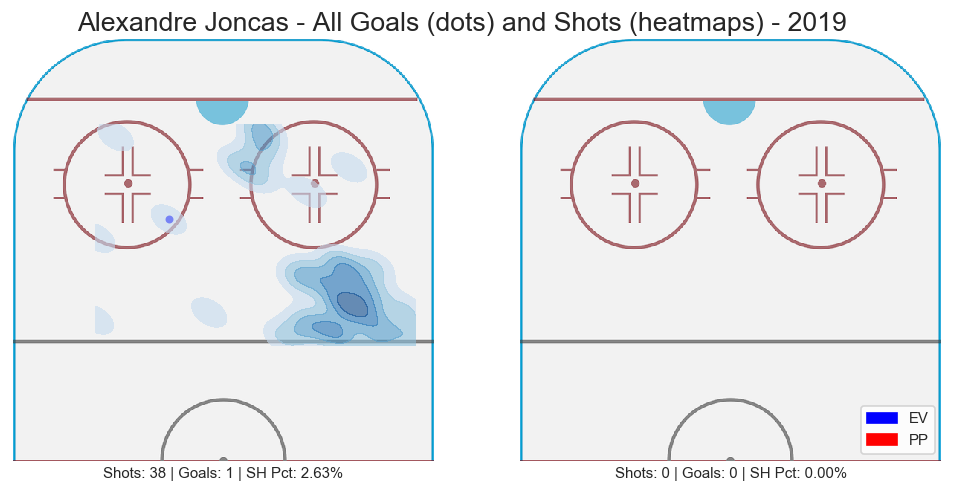 Alexandre Joncas - All Goals (dots) and Shots (heatmaps) - 2019
EV
PP
Shots: 38 | Goals: 1 | SH Pct: 2.63%
Shots: 0 | Goals: 0 | SH Pct: 0.00%